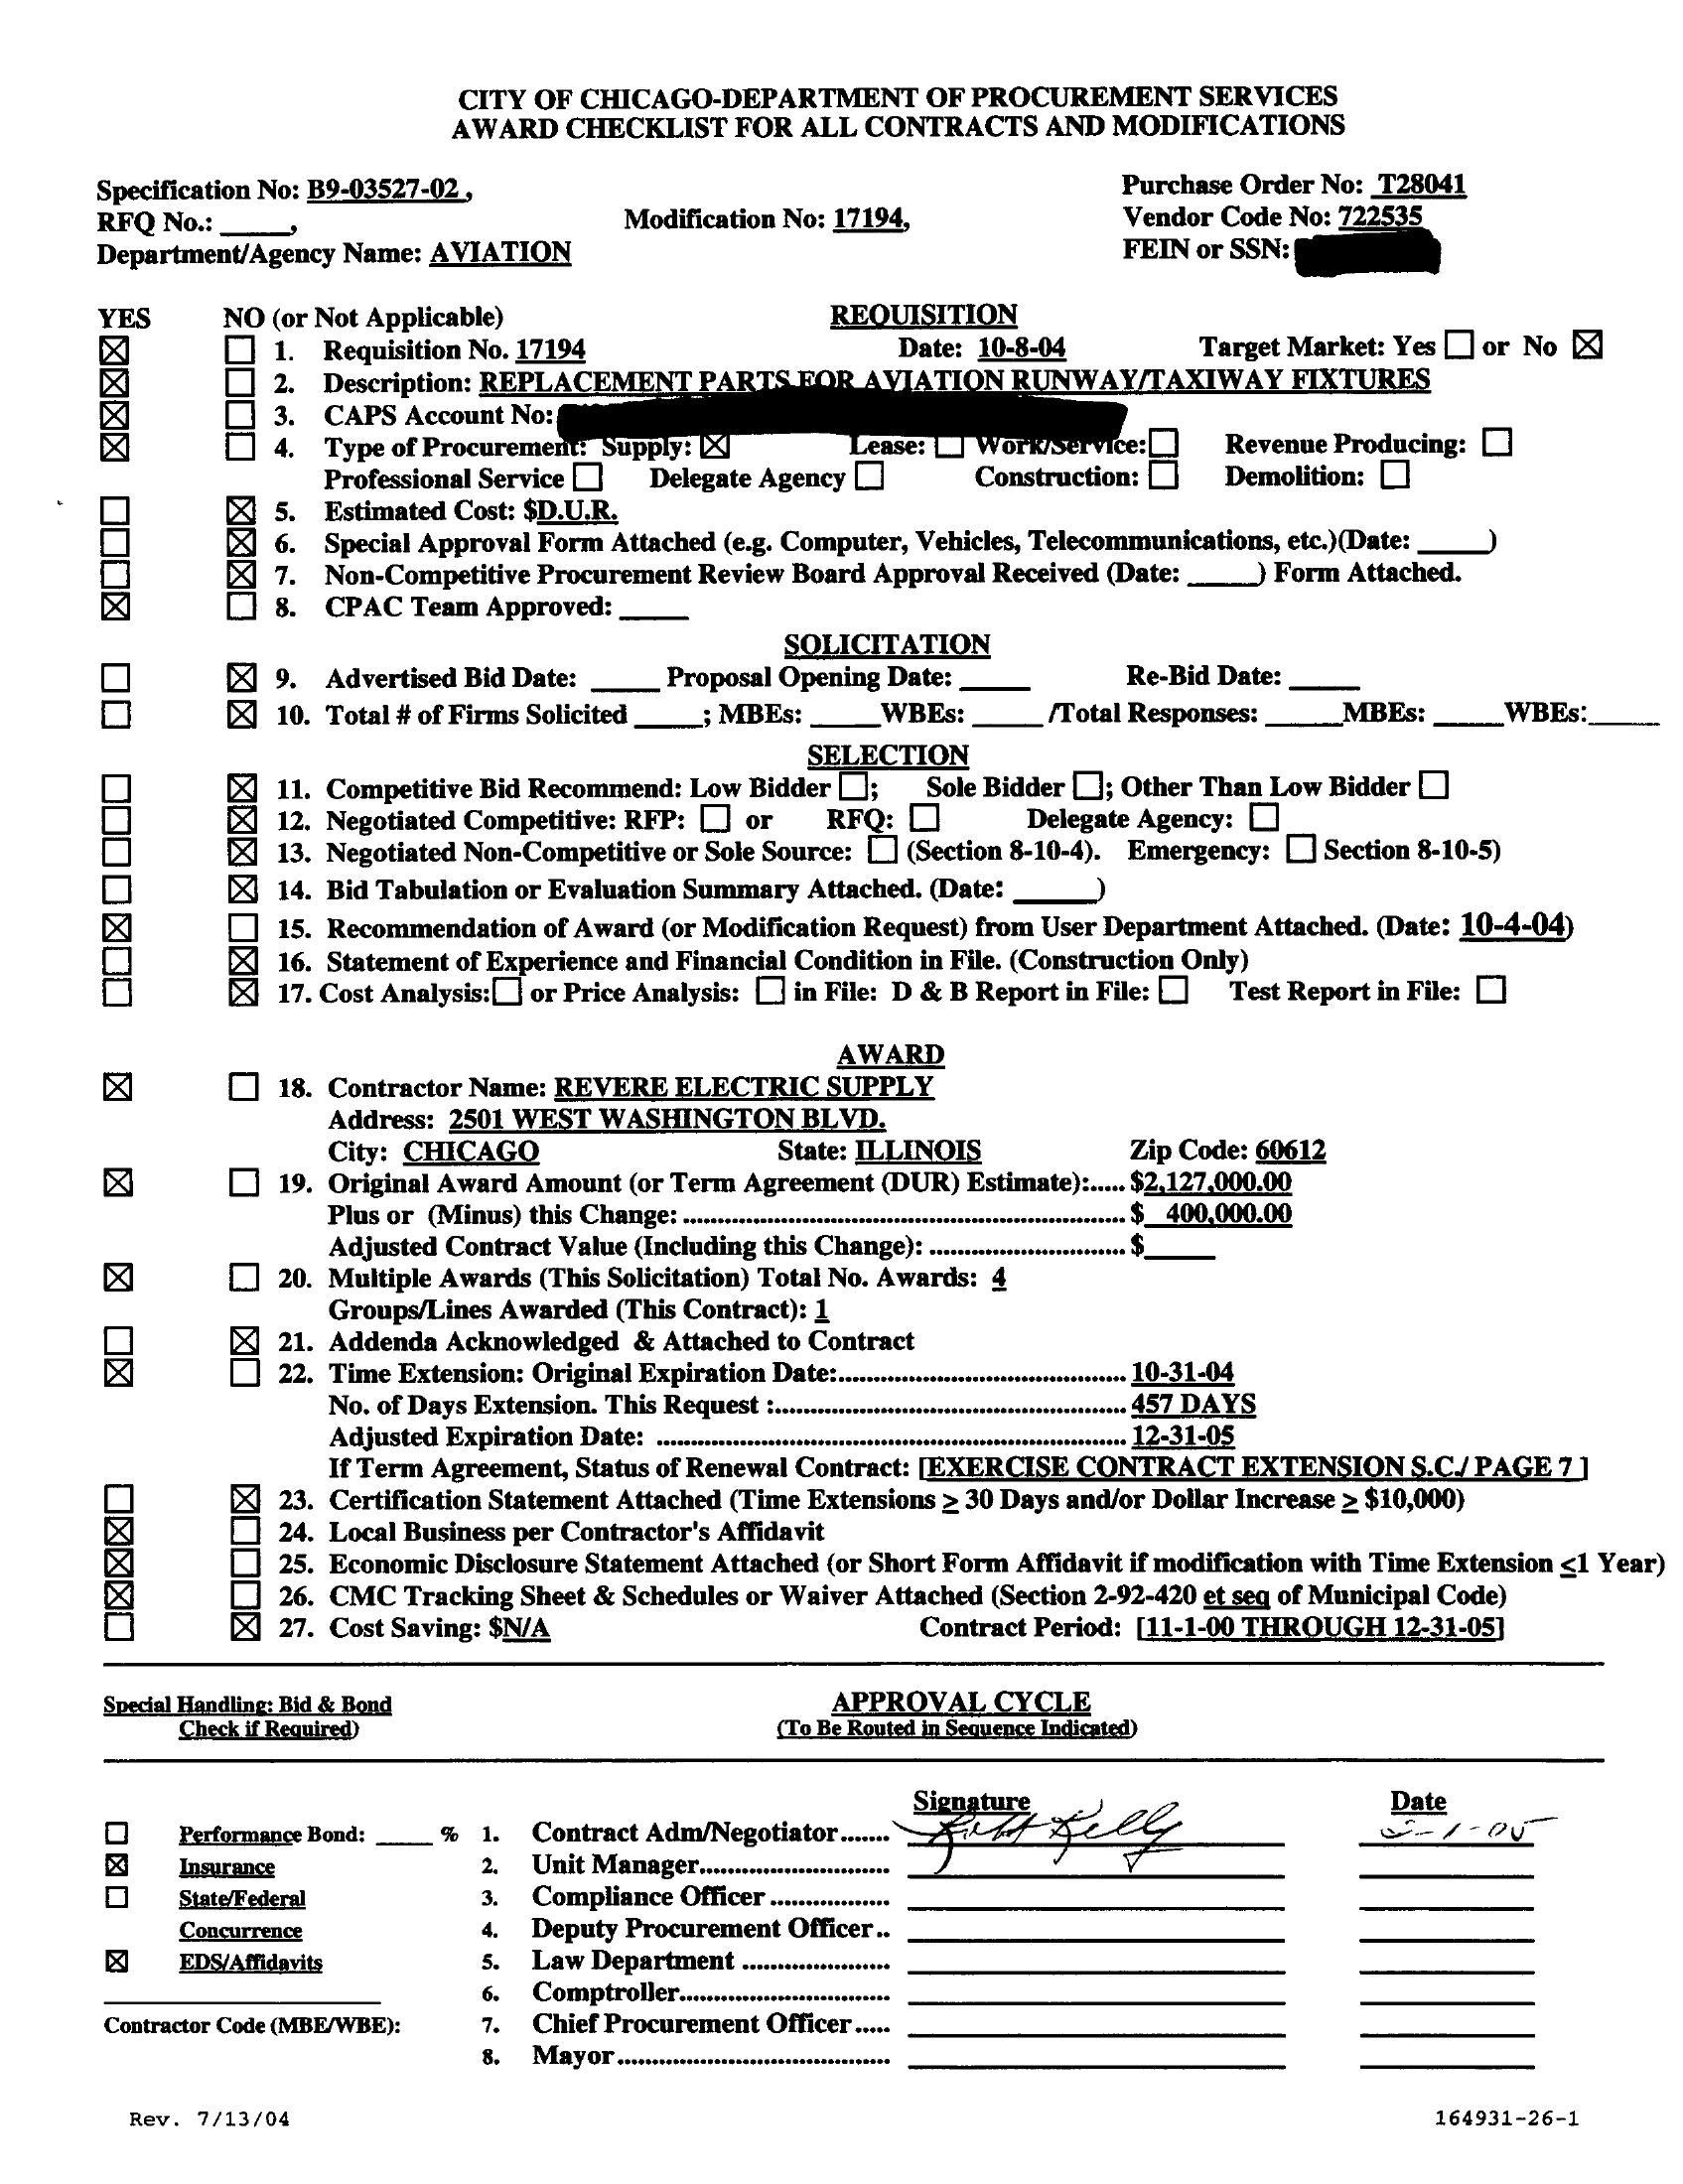 CITY OF CHICAGO-DEPARTMENT OF PROCUREMENT SERVICES
AWARD CHECKLIST FOR ALL CONTRACTS AND MODIFICATIONS
Specification No: B9-03527-02, Purchase Order No: T28041
RFQ No.: _____, Modification No: 17194, Vendor Code No: 722535
Department/Agency Name: AVIATION FEIN or SSN:
YES NO (or Not Applicable) REQUISITION
☒ ☐ 1. Requisition No. 17194 Date: 10-8-04 Target Market: Yes ☐ or No ☒
☒ ☐ 2. Description: REPLACEMENT PARTS FOR AVIATION RUNWAY/TAXIWAY FIXTURES
☒ ☐ 3. CAPS Account No:
☒ ☐ 4. Type of Procurement: Supply: ☒ Lease: ☐ Work/Service: ☐ Revenue Producing: ☐
Professional Service ☐ Delegate Agency ☐ Construction: ☐ Demolition: ☐
☐ ☒ 5. Estimated Cost: $D.U.R.
☐ ☒ 6. Special Approval Form Attached (e.g. Computer, Vehicles, Telecommunications, etc.)(Date: _____)
☐ ☒ 7. Non-Competitive Procurement Review Board Approval Received (Date: _____) Form Attached.
☒ ☐ 8. CPAC Team Approved: _____
SOLICITATION
☐ ☒ 9. Advertised Bid Date: _____ Proposal Opening Date: _____ Re-Bid Date: _____
☐ ☒ 10. Total # of Firms Solicited _____; MBEs: _____WBEs: _____ /Total Responses: _____MBEs: _____WBEs:_____
SELECTION
☐ ☒ 11. Competitive Bid Recommend: Low Bidder ☐; Sole Bidder ☐; Other Than Low Bidder ☐
☐ ☒ 12. Negotiated Competitive: RFP: ☐ or RFQ: ☐ Delegate Agency: ☐
☐ ☒ 13. Negotiated Non-Competitive or Sole Source: ☐ (Section 8-10-4). Emergency: ☐ Section 8-10-5)
☐ ☒ 14. Bid Tabulation or Evaluation Summary Attached. (Date: ______)
☒ ☐ 15. Recommendation of Award (or Modification Request) from User Department Attached. (Date: 10-4-04)
☐ ☒ 16. Statement of Experience and Financial Condition in File. (Construction Only)
☐ ☒ 17. Cost Analysis: ☐ or Price Analysis: ☐ in File: D & B Report in File: ☐ Test Report in File: ☐
AWARD
☒ ☐ 18. Contractor Name: REVERE ELECTRIC SUPPLY
Address: 2501 WEST WASHINGTON BLVD.
City: CHICAGO State: ILLINOIS Zip Code: 60612
☒ ☐ 19. Original Award Amount (or Term Agreement (DUR) Estimate):..... $2,127,000.00
Plus or (Minus) this Change: ........ $ 400,000.00
Adjusted Contract Value (Including this Change): ........ $_____
☒ ☐ 20. Multiple Awards (This Solicitation) Total No. Awards: 4
Groups/Lines Awarded (This Contract): 1
☐ ☒ 21. Addenda Acknowledged & Attached to Contract
☒ ☐ 22. Time Extension: Original Expiration Date:........ 10-31-04
No. of Days Extension. This Request :........ 457 DAYS
Adjusted Expiration Date: ........ 12-31-05
If Term Agreement, Status of Renewal Contract: [EXERCISE CONTRACT EXTENSION S.C./ PAGE 7 ]
☐ ☒ 23. Certification Statement Attached (Time Extensions ≥ 30 Days and/or Dollar Increase ≥ $10,000)
☒ ☐ 24. Local Business per Contractor's Affidavit
☒ ☐ 25. Economic Disclosure Statement Attached (or Short Form Affidavit if modification with Time Extension ≤1 Year)
☒ ☐ 26. CMC Tracking Sheet & Schedules or Waiver Attached (Section 2-92-420 et seq of Municipal Code)
☐ ☒ 27. Cost Saving: $N/A Contract Period: [11-1-00 THROUGH 12-31-05]
Special Handling: Bid & Bond APPROVAL CYCLE
Check if Required) (To Be Routed in Sequence Indicated)
Signature Date
☐ Performance Bond: _____ % 1. Contract Adm/Negotiator....... Kelly
☒ Insurance 2. Unit Manager........
☐ State/Federal 3. Compliance Officer ........
Concurrence 4. Deputy Procurement Officer..
☒ EDS/Affidavits 5. Law Department ........
6. Comptroller........
Contractor Code (MBE/WBE): 7. Chief Procurement Officer.....
8. Mayor........
Rev. 7/13/04 164931-26-1